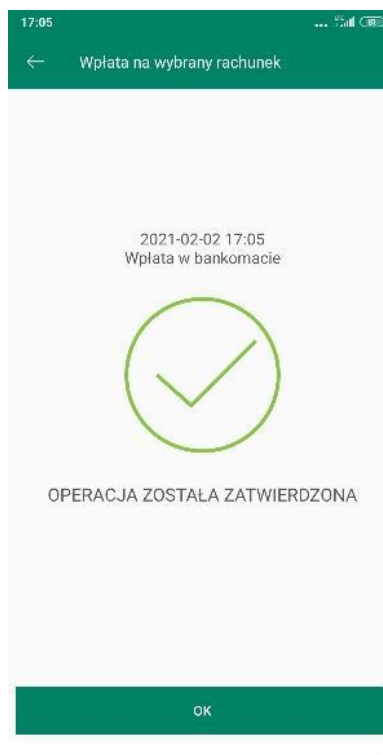 17:05
Wpłata na wybrany rachunek
2021-02-02 17:05
Wpłata w bankomacie
OPERACJA ZOSTAŁA ZATWIERDZONA
OK